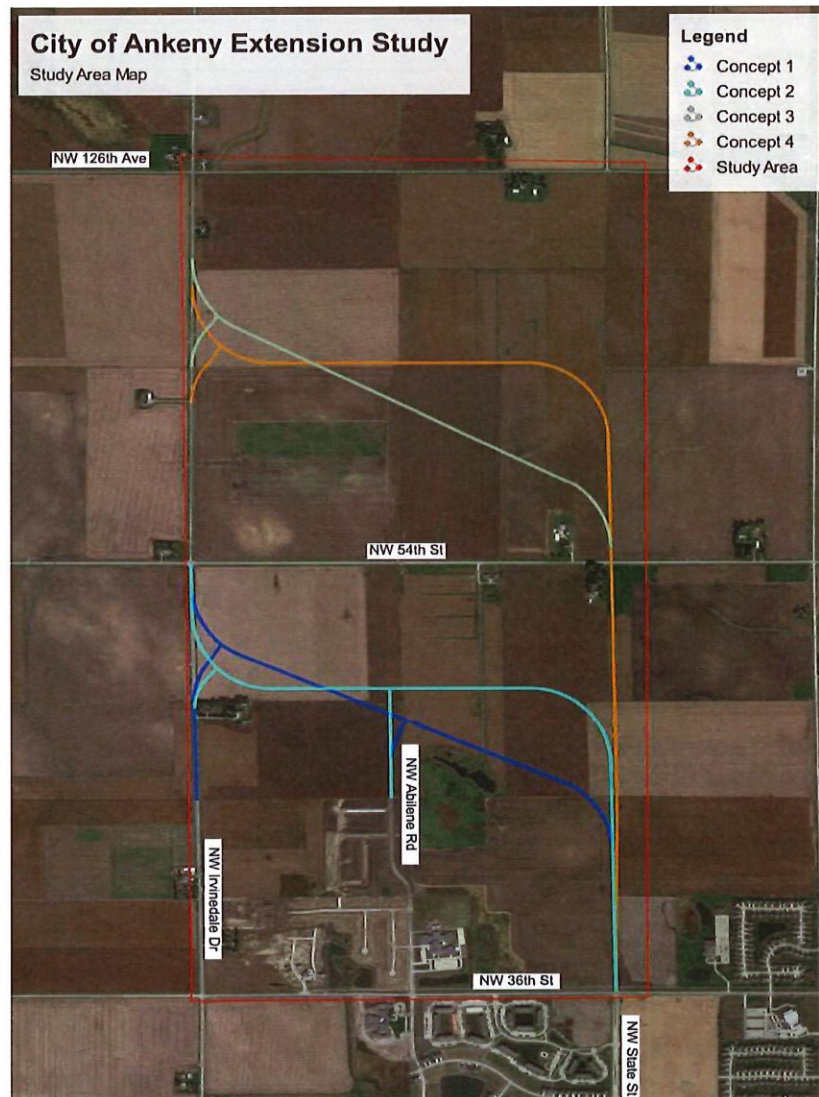 City of Ankeny Extension Study
Study Area Map
Legend
Concept 1
Concept 2
Concept 3
Concept 4
Study Area
NW 126th Ave
NW 54th St
NW Abilene Rd
NW Irvinedale Dr
NW 36th St
NW State St